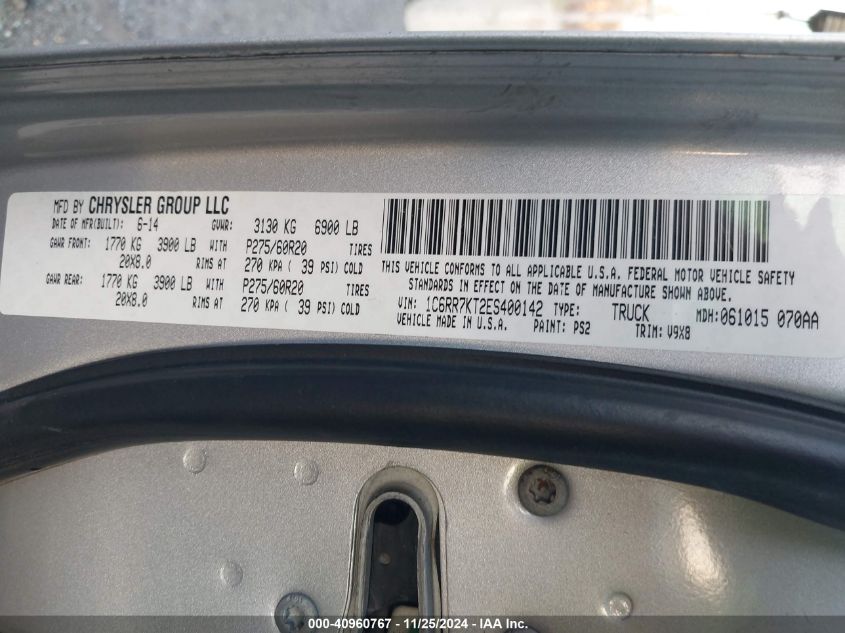 MFD BY CHRYSLER GROUP LLC
DATE OF MFR(BUILT): 6-14 GVWR: 3130 KG 6900 LB
GAWR FRONT: 1770 KG 3900 LB WITH P275/60R20 TIRES
20X8.0 RIMS AT 270 KPA ( 39 PSI) COLD
GAWR REAR: 1770 KG 3900 LB WITH P275/60R20 TIRES
20X8.0 RIMS AT 270 KPA ( 39 PSI) COLD
THIS VEHICLE CONFORMS TO ALL APPLICABLE U.S.A. FEDERAL MOTOR VEHICLE SAFETY
STANDARDS IN EFFECT ON THE DATE OF MANUFACTURE SHOWN ABOVE.
VIN: 1C6RR7KT2ES400142 TYPE: TRUCK MDH:061015 070AA
VEHICLE MADE IN U.S.A. PAINT: PS2 TRIM: V9X8
000-40960767 - 11/25/2024 - IAA Inc.